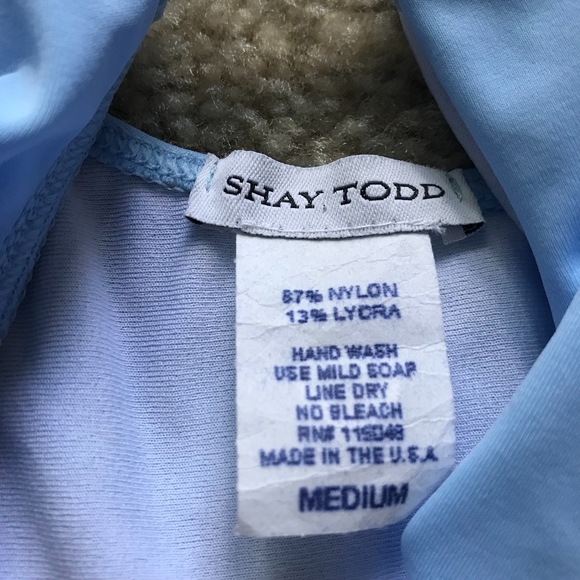 SHAY TODD
87% NYLON
13% LYCRA
HAND WASH
USE MILD SOAP
LINE DRY
NO BLEACH
RN#
MADE IN THE U.S.A
MEDIUM